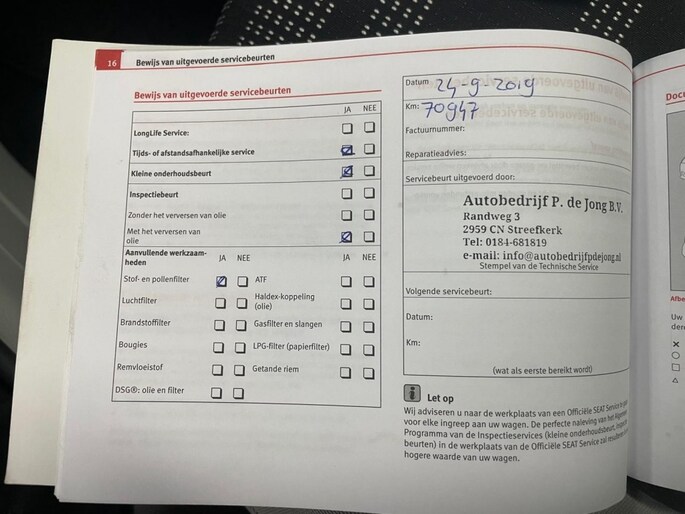 16 Bewijs van uitgevoerde servicebeurten
Bewijs van uitgevoerde servicebeurten
JA NEE
LongLife Service:
Tijds- of afstandsafhankelijke service
Kleine onderhoudsbeurt
Inspectiebeurt
Zonder het verversen van olie
Met het verversen van
olie
Aanvullende werkzaam-
heden
JA NEE JA NEE
Stof- en pollenfilter ATF
Luchtfilter Haldex-koppeling
(olie)
Brandstoffilter Gasfilter en slangen
Bougies LPG-filter (papierfilter)
Remvloeistof Getande riem
DSG®: olie en filter
Datum 24-9-2019
Km: 70947
Factuurnummer:
Reparatieadvies:
Servicebeurt uitgevoerd door:
Autobedrijf P. de Jong B.V.
Randweg 3
2959 CN Streefkerk
Tel: 0184-681819
e-mail: info@autobedrijfpdejong.nl
Stempel van de Technische Service
Volgende servicebeurt:
Datum:
Km:
(wat als eerste bereikt wordt)
Let op
Wij adviseren u naar de werkplaats van een Officiële SEAT Service te
voor elke ingreep aan uw wagen. De perfecte naleving van het
Programma van de Inspectieservices (kleine onderhoudsbeurt,
beurten) in de werkplaats van de Officiële SEAT Service zal
hogere waarde van uw wagen.
Docu
Afbe
Uw
dere